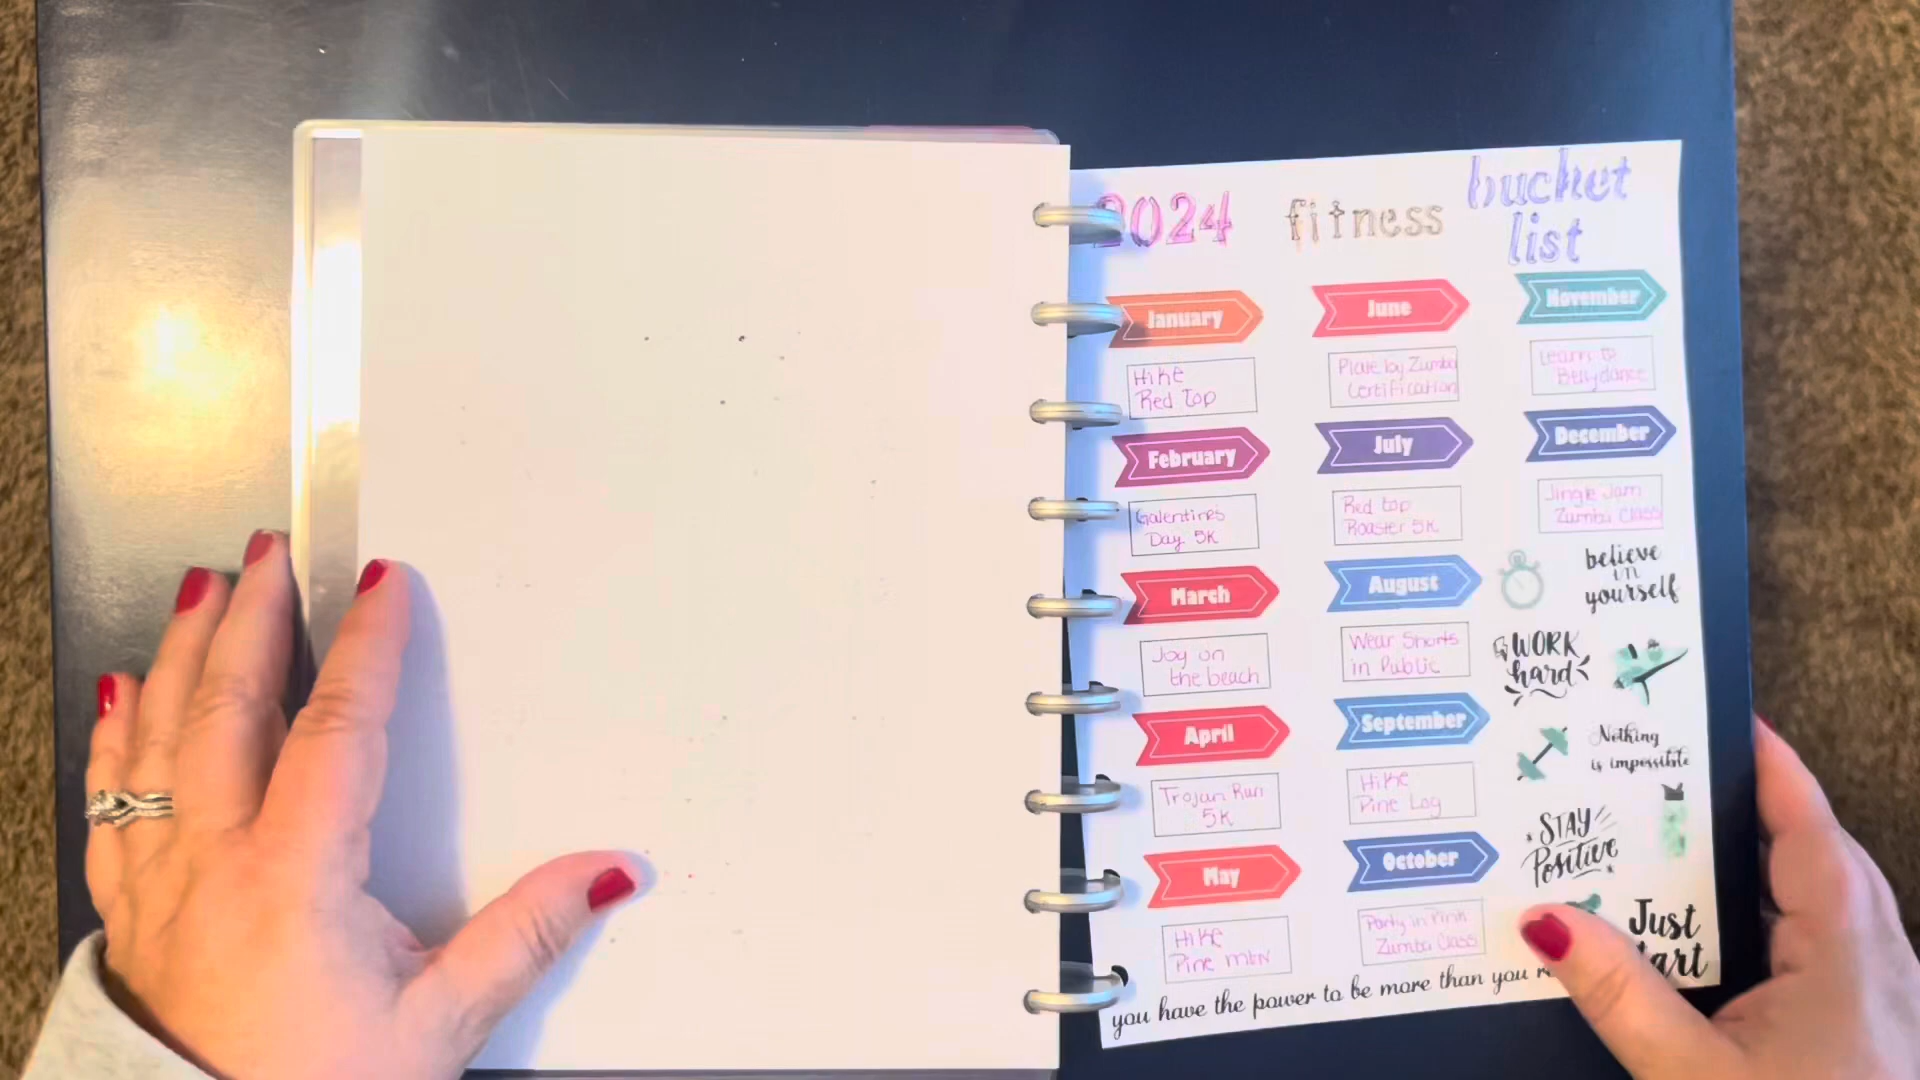 2024 fitness bucket
list
January
Hike
Red Top
February
Galentines
Day 5K
March
Jog on
the beach
April
Trojan Run
5K
May
Hike
Pine mtn
June
Plate by Zumba
Certification
July
Red top
Roaster 5K
August
Wear Shorts
in Public
September
Hike
Pine Log
October
Party in Pink
Zumba Class
November
Learn to
Bellydance
December
Jingle Jam
Zumba Class
believe
in
yourself
WORK
hard
Nothing
is impossible
STAY
Positive
Just
you have the power to be more than you